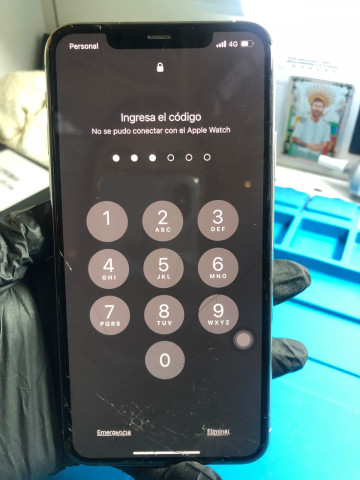 Personal 4G
Ingresa el código
No se pudo conectar con el Apple Watch
1 2 3
ABC DEF
4 5 6
GHI JKL MNO
7 8 9
PQRS TUV WXYZ
0
Emergencia Eliminar